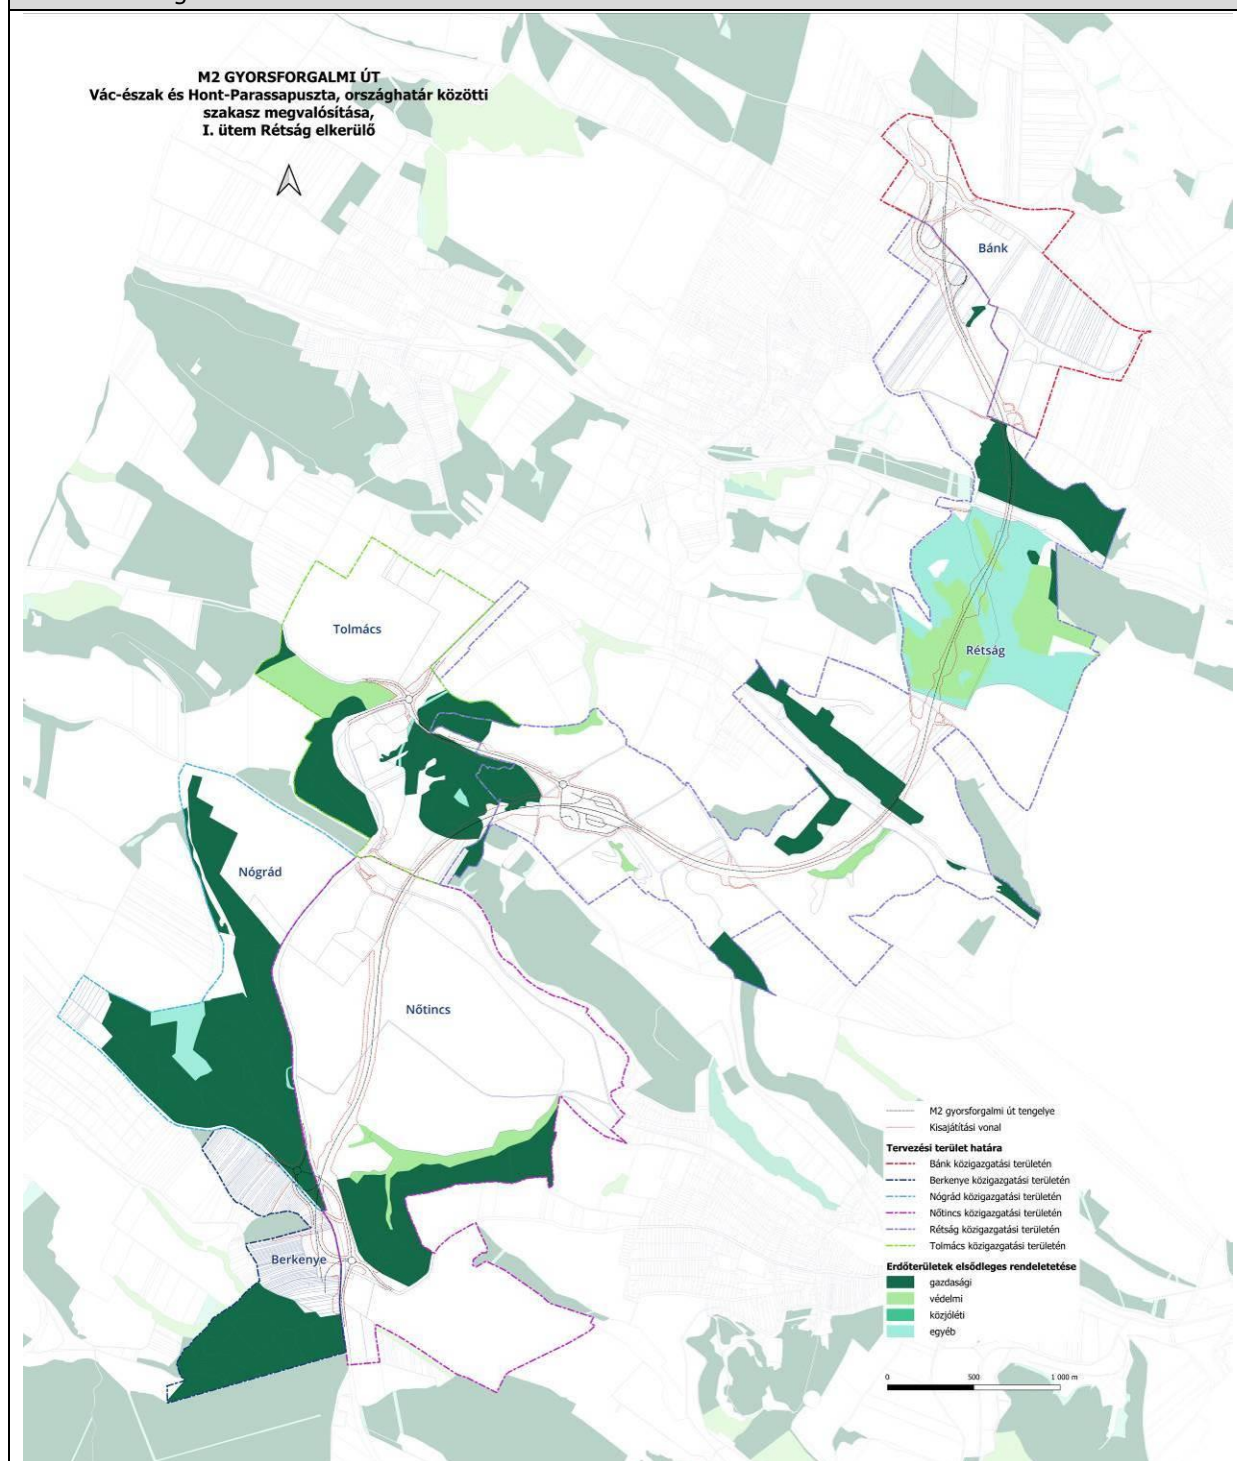 M2 GYORSFORGALMI ÚT
Vác-észak és Hont-Parassapuszta, országhatár közötti
szakasz megvalósítása,
I. ütem Rétság elkerülő
Bánk
Tolmács
Rétság
Nógrád
Nőtincs
Berkenye
M2 gyorsforgalmi út tengelye
Kisajátítási vonal
Tervezési terület határa
Bánk közigazgatási területén
Berkenye közigazgatási területén
Nógrád közigazgatási területén
Nőtincs közigazgatási területén
Rétság közigazgatási területén
Tolmács közigazgatási területén
Erdőterületek elsődleges rendeletetése
gazdasági
védelmi
közjóléti
egyéb
0 500 1 000 m